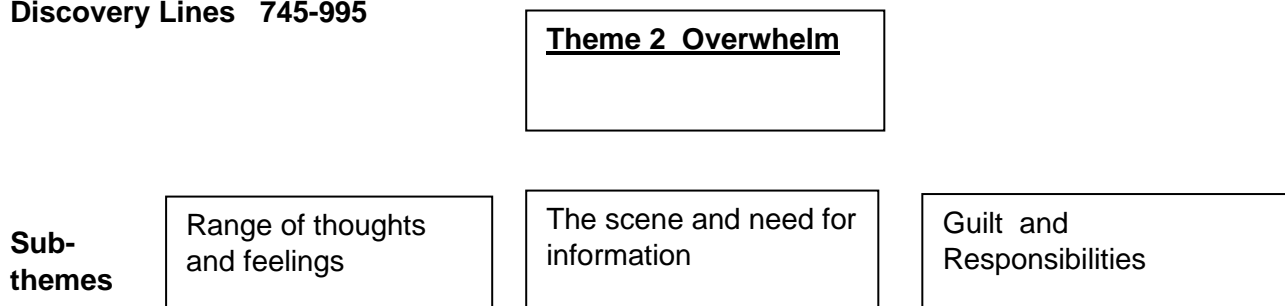 Discovery Lines 745-995
Theme 2 Overwhelm
Sub-
themes
Range of thoughts
and feelings
The scene and need for
information
Guilt and
Responsibilities